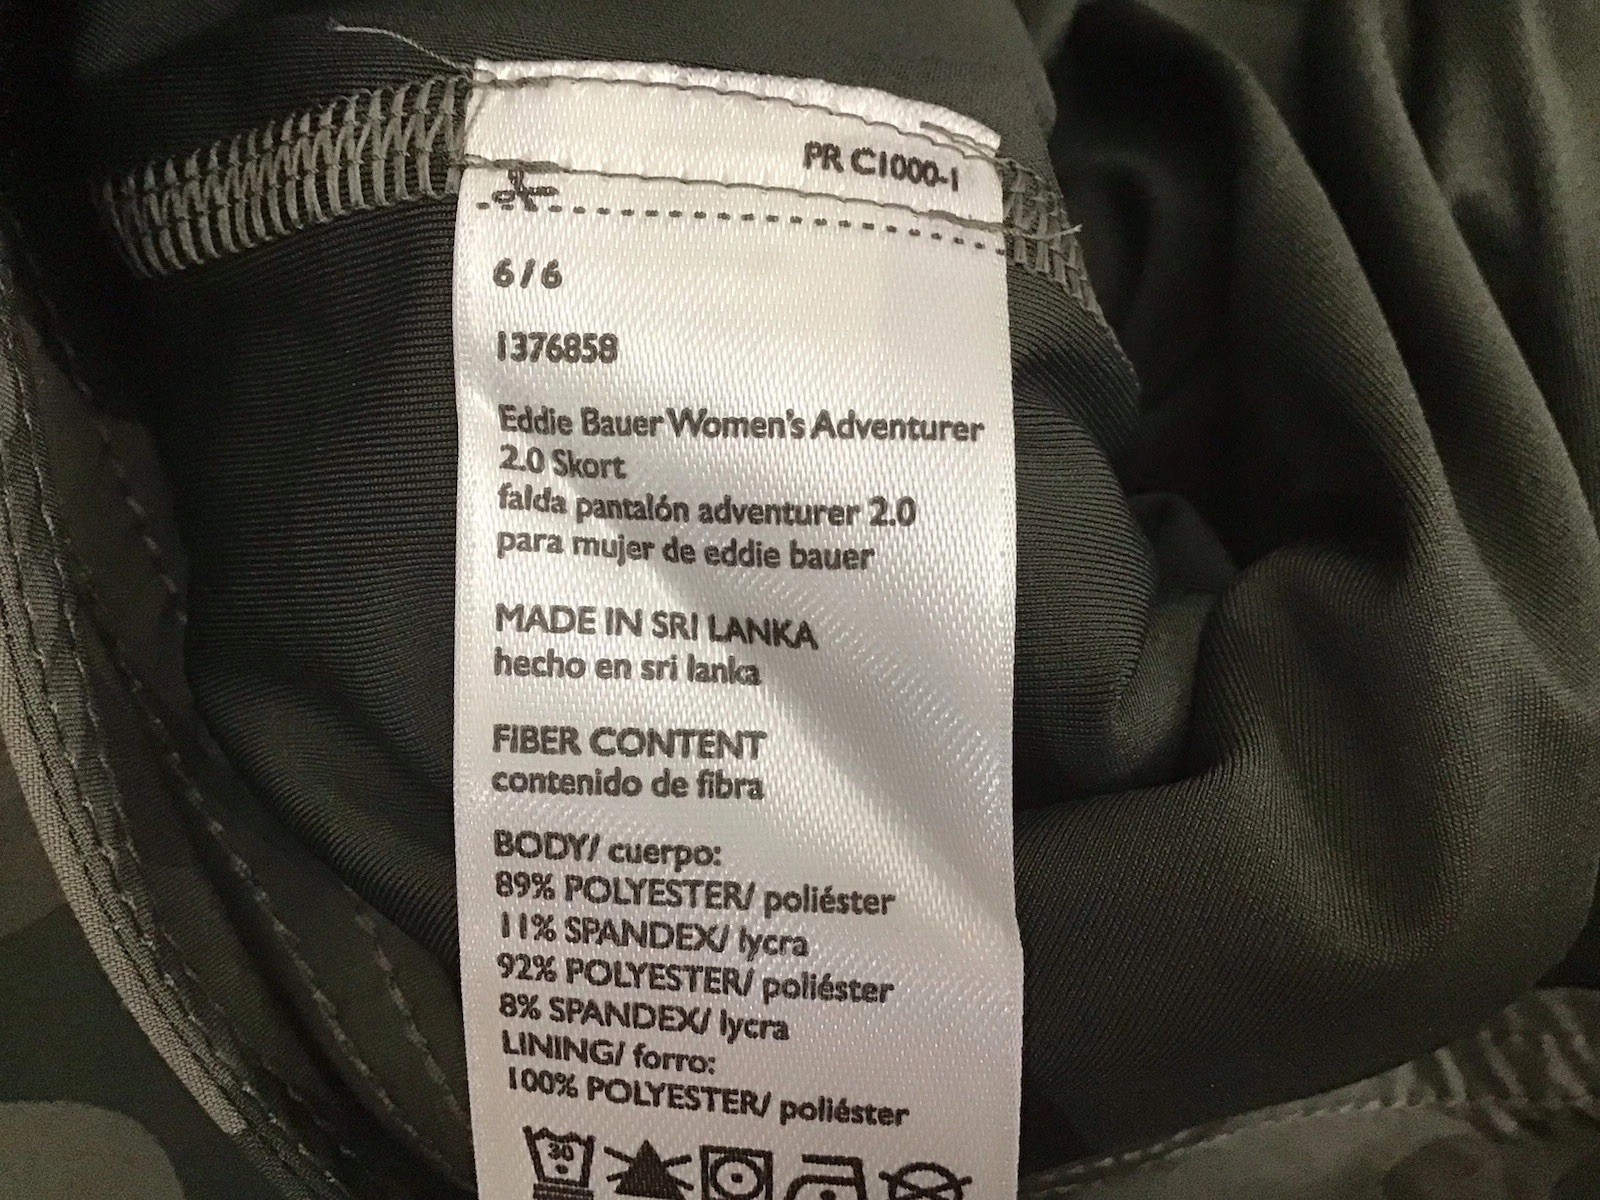 PR C1000-1
6/6
1376858
Eddie Bauer Women's Adventurer
2.0 Skort
falda pantalón adventurer 2.0
para mujer de eddie bauer
MADE IN SRI LANKA
hecho en sri lanka
FIBER CONTENT
contenido de fibra
BODY/ cuerpo:
89% POLYESTER/ poliéster
11% SPANDEX/ lycra
92% POLYESTER/ poliéster
8% SPANDEX/ lycra
LINING/ forro:
100% POLYESTER/ poliéster
30